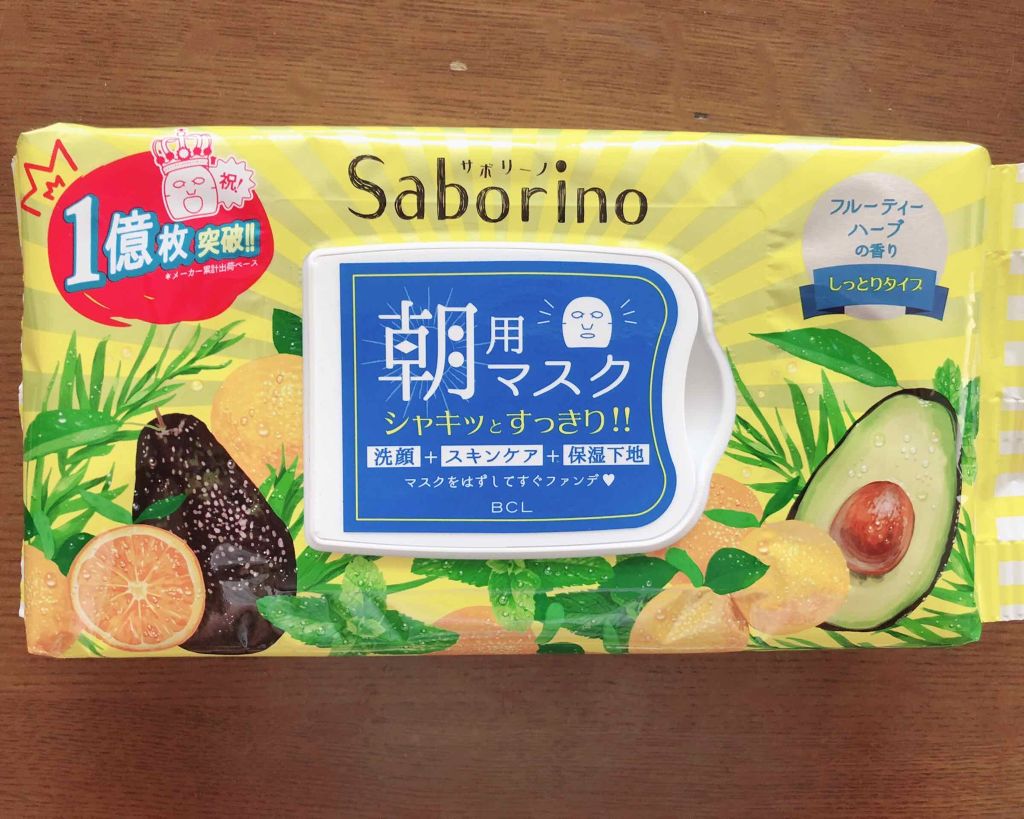 サボリーノ
Saborino
祝!
1億枚突破!!
*メーカー累計出荷ベース
フルーティー
ハーブ
の香り
しっとりタイプ
朝用
マスク
シャキッとすっきり!!
洗顔+スキンケア+保湿下地
マスクをはずしてすぐファンデ♥
BCL